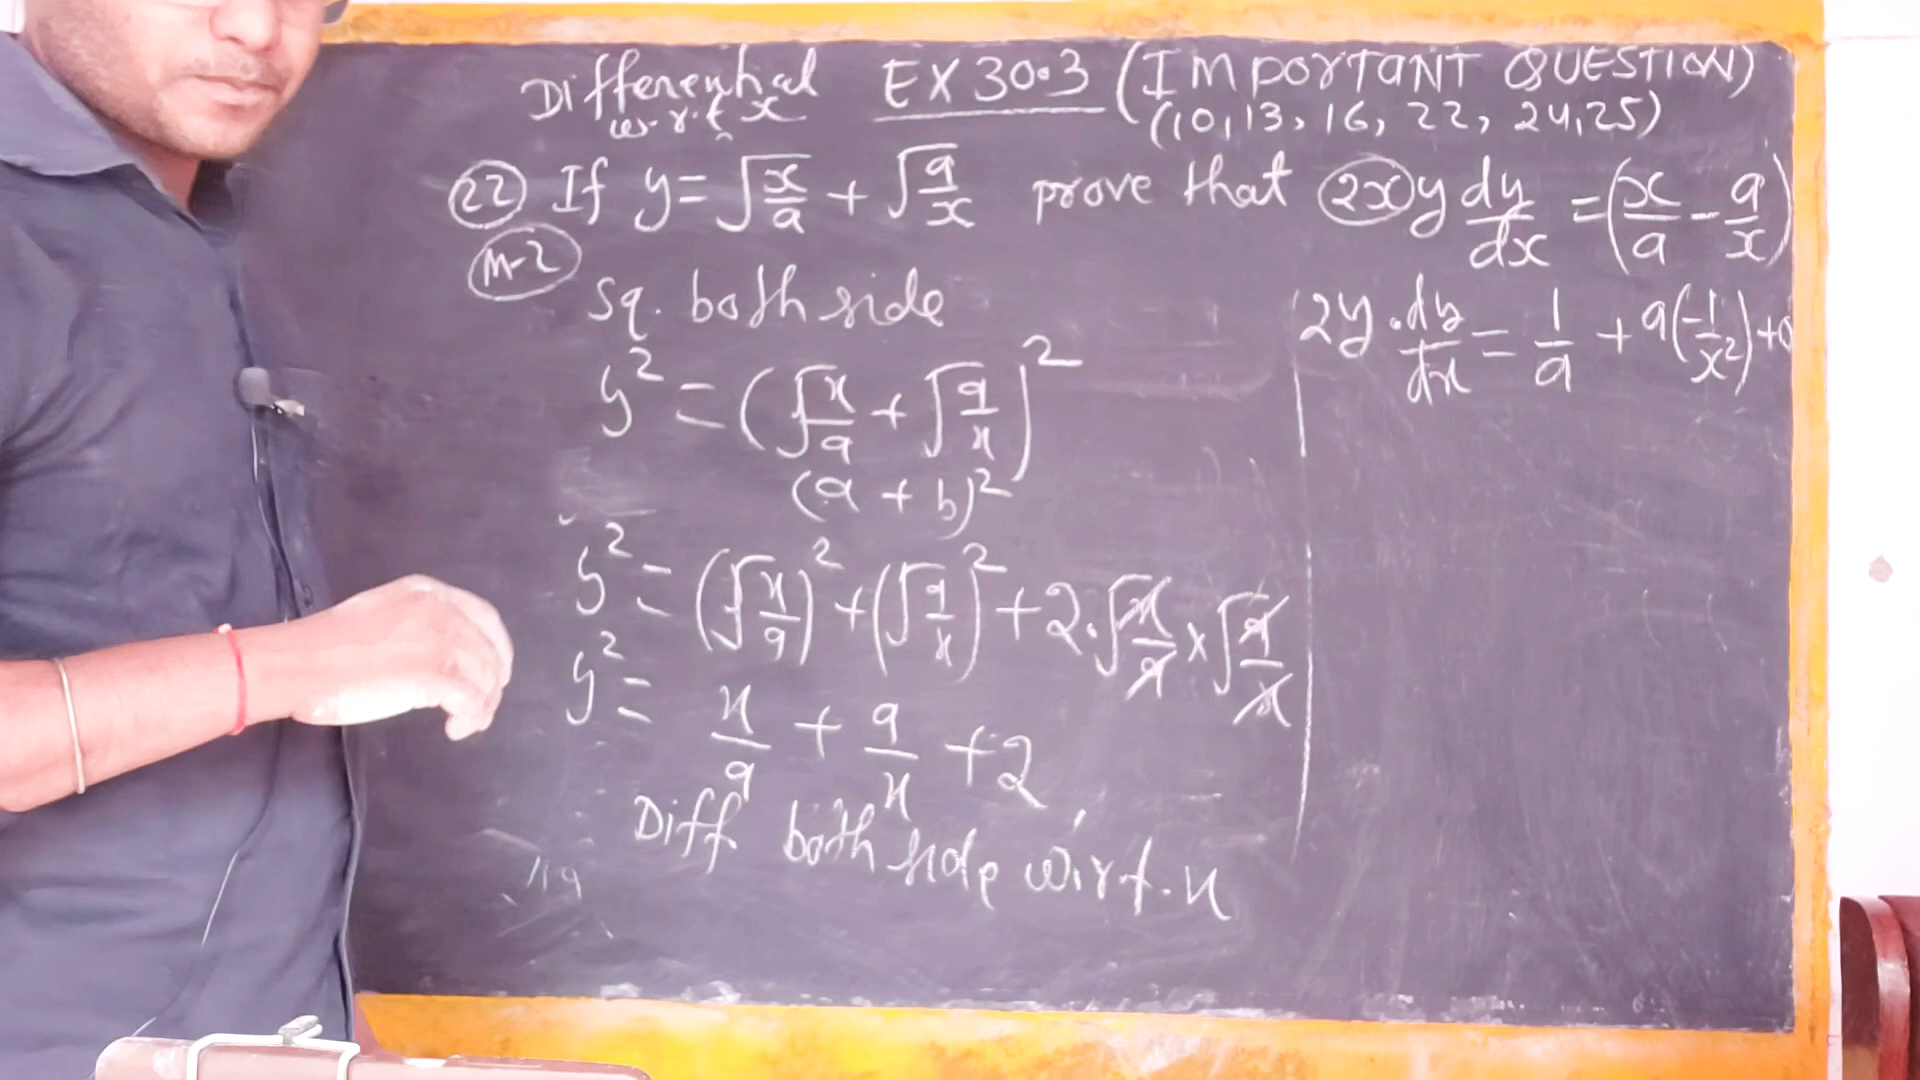 Differential EX 30.3 (IMPORTANT QUESTION)
w.r.t x (10,13, 16, 22, 24,25)
(22) If y = √(x/a) + √(a/x) prove that 2x y dy/dx = (x/a - a/x)
M-2
Sq. both side
y² = (√(x/a) + √(a/x))²
(a + b)²
y² = (√(x/a))² + (√(a/x))² + 2.√(x/a) × √(a/x)
y² = x/a + a/x + 2
Diff both side w.r.t. x
2y . dy/dx = 1/a + a(-1/x²) + 0